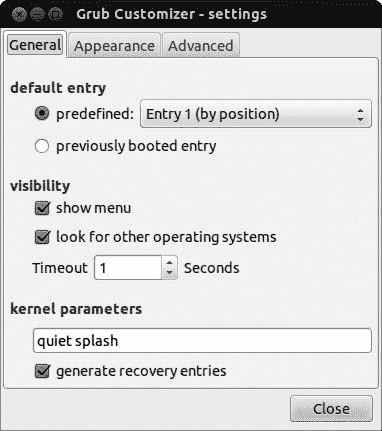 Grub Customizer - settings
General Appearance Advanced
default entry
predefined: Entry 1 (by position)
previously booted entry
visibility
show menu
look for other operating systems
Timeout 1 Seconds
kernel parameters
quiet splash
generate recovery entries
Close